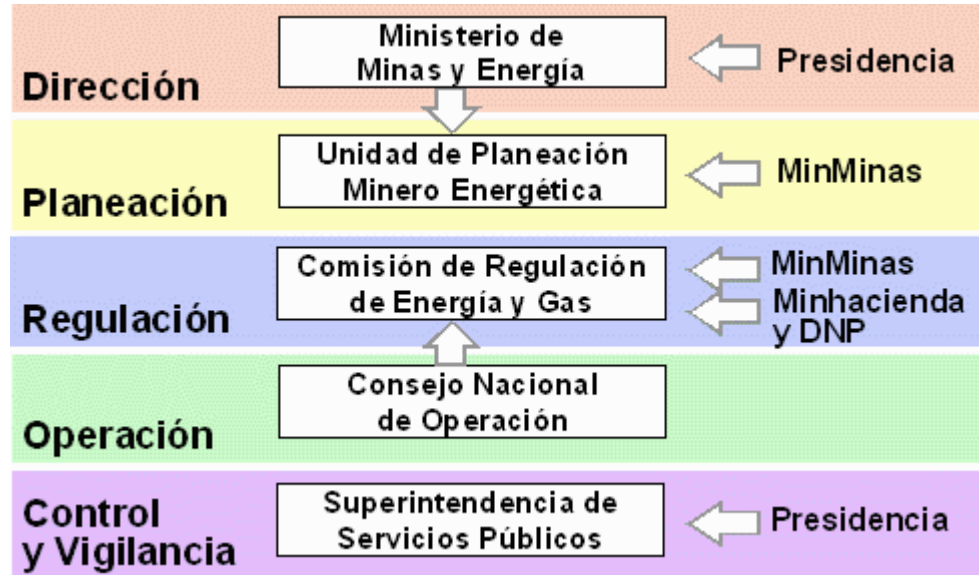 Dirección
Ministerio de
Minas y Energía
Presidencia
Planeación
Unidad de Planeación
Minero Energética
MinMinas
Regulación
Comisión de Regulación
de Energía y Gas
MinMinas
Minhacienda
y DNP
Operación
Consejo Nacional
de Operación
Control
y Vigilancia
Superintendencia de
Servicios Públicos
Presidencia